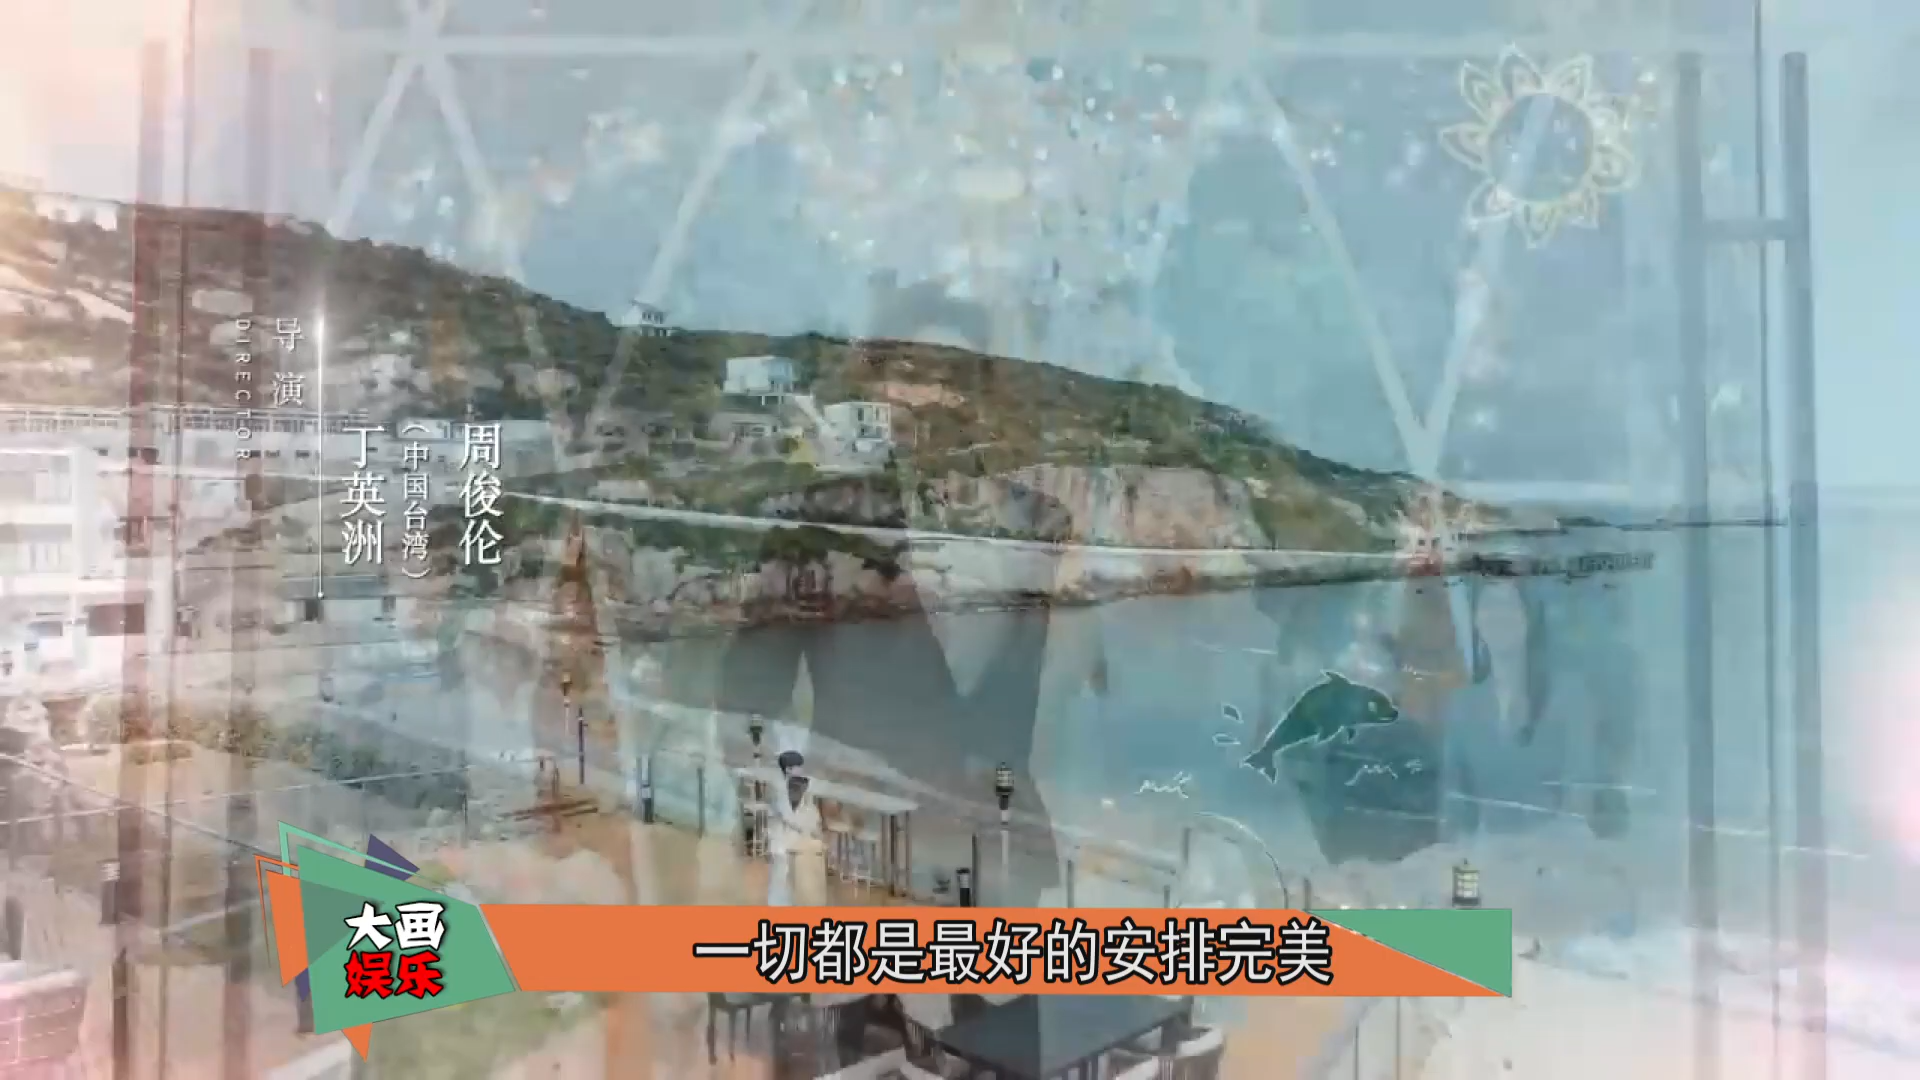 导演
DIRECTOR
周俊伦
（中国台湾）
丁英洲
大画
娱乐
一切都是最好的安排完美